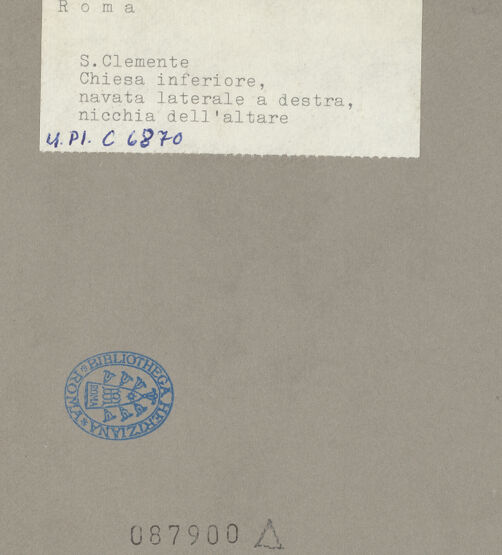 R o m a
S.Clemente
Chiesa inferiore,
navata laterale a destra,
nicchia dell'altare
U. Pl. C 6870
BIBLIOTHECA HERTZIANA ROMA
ROMA
087900